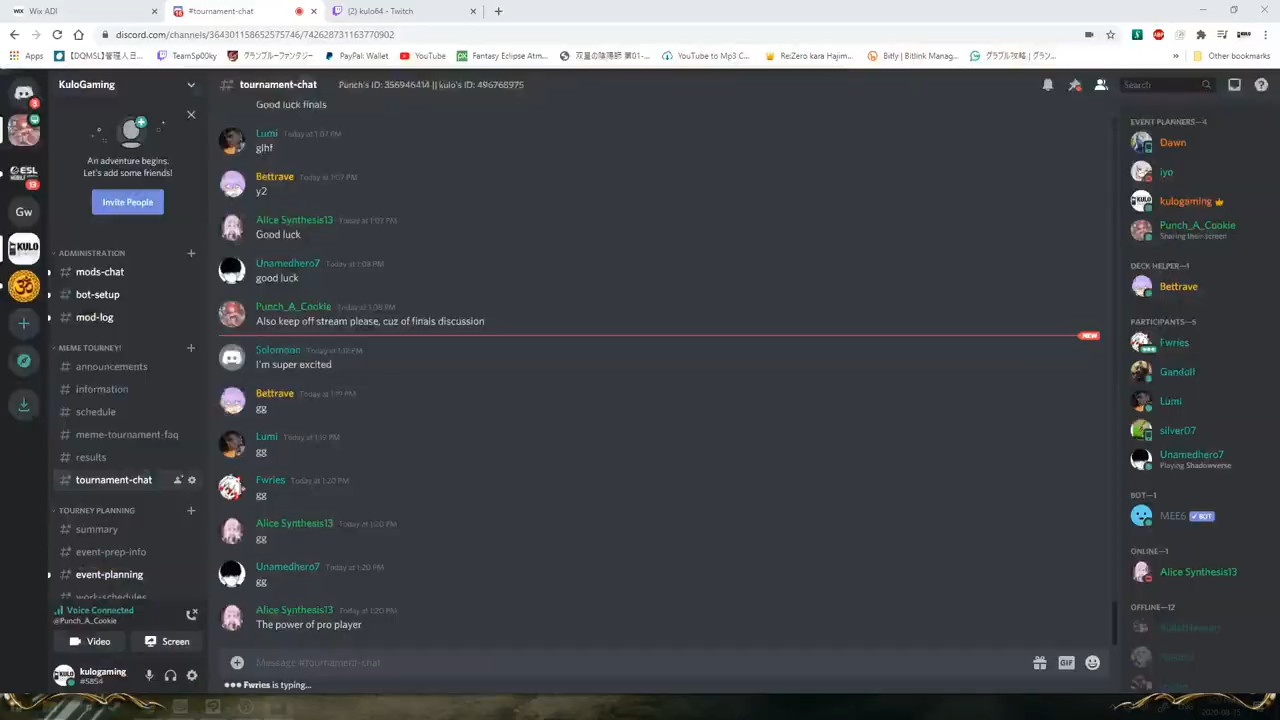 Wix ADI
#tournament-chat
(2) kulo64 - Twitch
discord.com/channels/364301158652575746/742628731163770902
Apps
【DQMSL】管理人日...
TeamSp00ky
グランブルーファンタジー
PayPal Wallet
YouTube
Fantasy Eclipse Atm...
双星の陰陽師 第01-...
YouTube to Mp3 C...
Re:Zero kara Hajim...
Bitly | Bitlink Manag...
グラブル攻略 | グラン...
Other bookmarks
KuloGaming
tournament-chat
Punch's ID: 356946414 || kulo's ID: 496768975
Search
An adventure begins.
Let's add some friends!
Invite People
ADMINISTRATION
mods-chat
bot-setup
mod-log
MEME TOURNEY!
announcements
information
schedule
meme-tournament-faq
results
tournament-chat
TOURNEY PLANNING
summary
event-prep-info
event-planning
work-schedules
Voice Connected
@Punch_A_Cookie
Video
Screen
kulogaming
#5854
3
ESL
MOBILE
13
Gw
KULO
Good luck finals
Lumi Today at 1:07 PM
glhf
Bettrave Today at 1:07 PM
y2
Alice Synthesis13 Today at 1:07 PM
Good luck
Unamedhero7 Today at 1:08 PM
good luck
Punch_A_Cookie Today at 1:08 PM
Also keep off stream please, cuz of finals discussion
NEW
Solomoon
I'm super excited
Bettrave Today at 1:19 PM
gg
Lumi Today at 1:19 PM
gg
Fwries Today at 1:20 PM
gg
Alice Synthesis13 Today at 1:20 PM
gg
Unamedhero7 Today at 1:20 PM
gg
Alice Synthesis13 Today at 1:20 PM
The power of pro player
Message #tournament-chat
GIF
Fwries is typing...
EVENT PLANNERS—4
Dawn
iyo
kulogaming
Punch_A_Cookie
Sharing their screen
DECK HELPER—1
Bettrave
PARTICIPANTS—5
Fwries
Gandoll
Lumi
silver07
Unamedhero7
Playing Shadowverse
BOT—1
MEE6 BOT
ONLINE—1
Alice Synthesis13
OFFLINE—12
2020-08-15